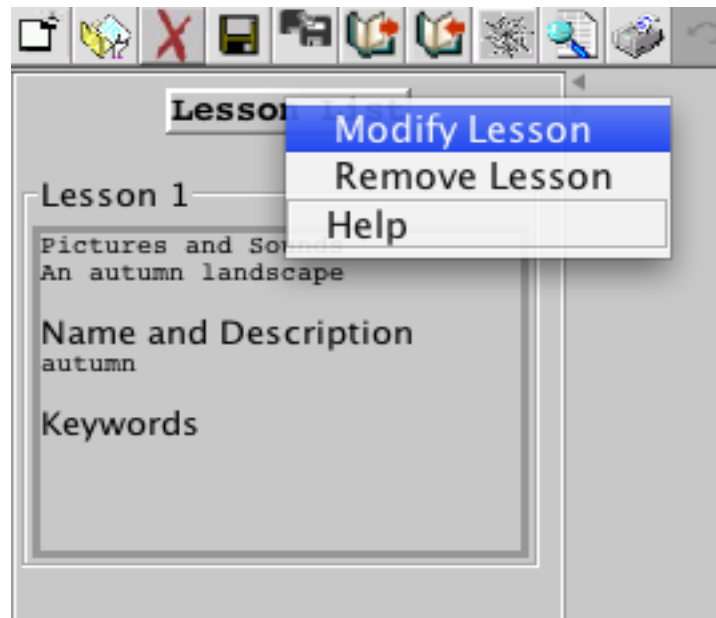 Lesson List
Modify Lesson
Remove Lesson
Help
Lesson 1
Pictures and Sounds
An autumn landscape
Name and Description
autumn
Keywords